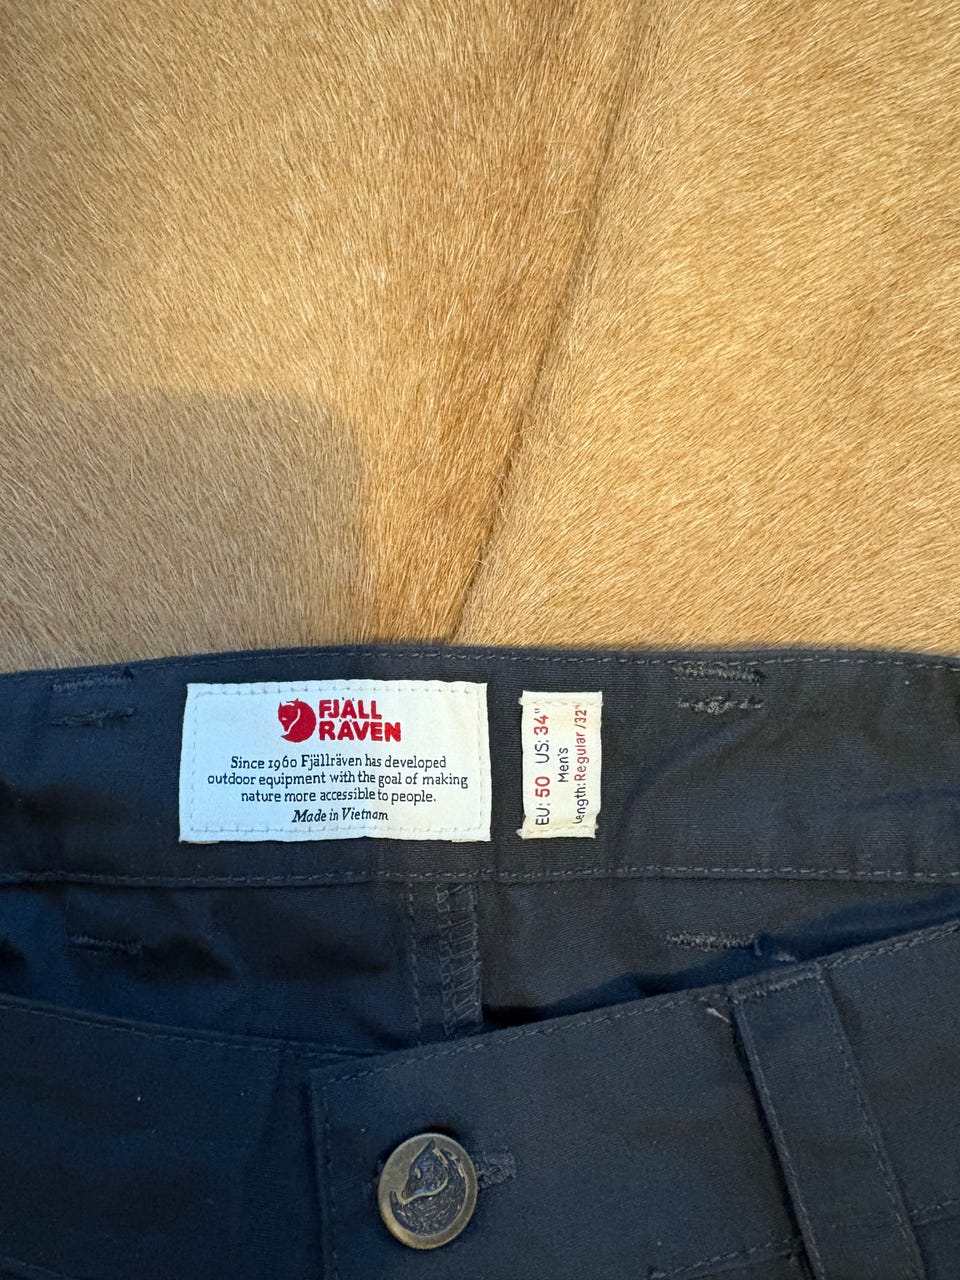 FJÄLL
RÄVEN
Since 1960 Fjällräven has developed
outdoor equipment with the goal of making
nature more accessible to people.
Made in Vietnam
EU: 50 US: 34"
Men's
Length: Regular /32"